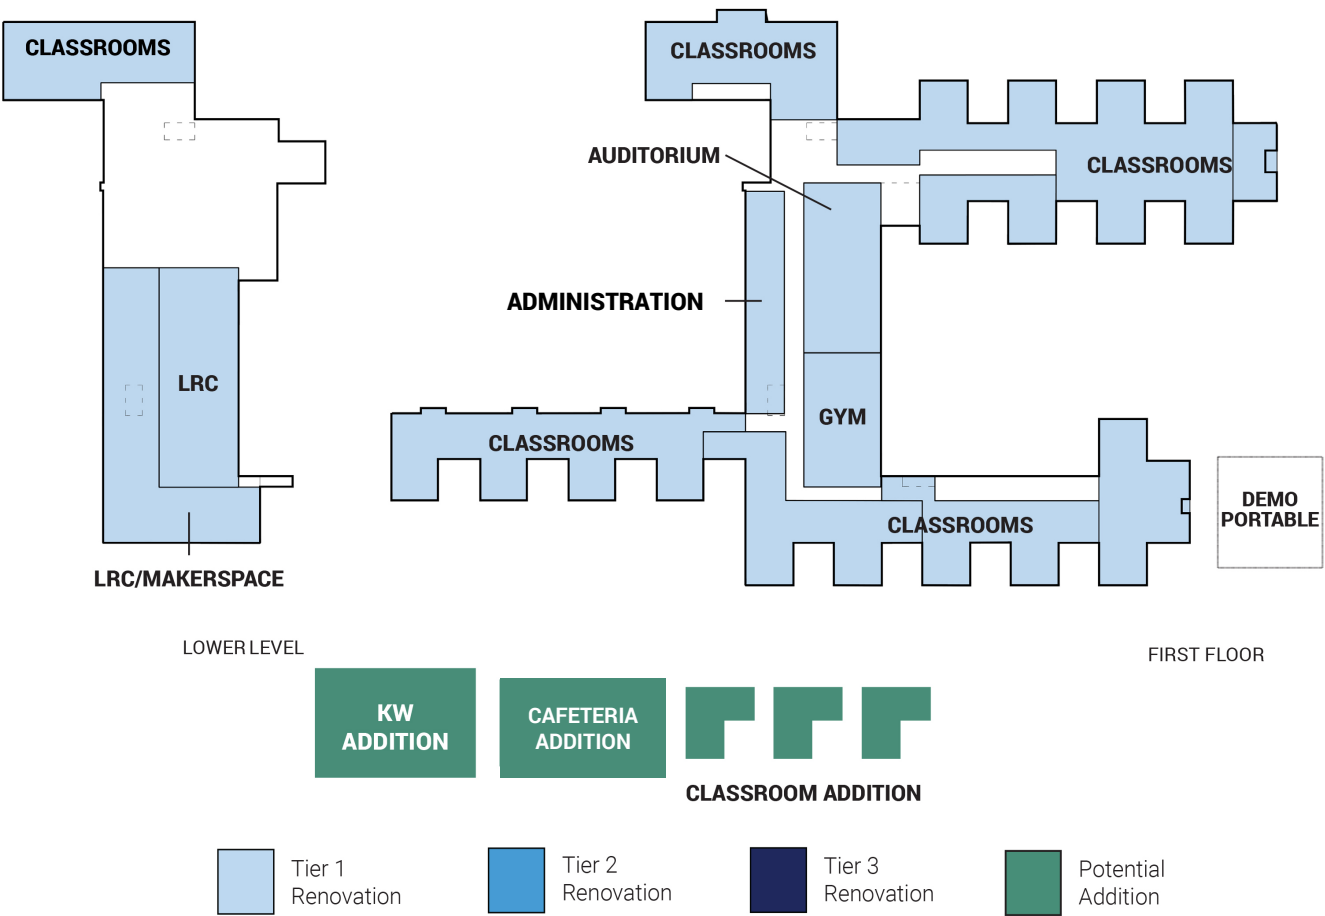 CLASSROOMS
CLASSROOMS
AUDITORIUM
CLASSROOMS
ADMINISTRATION
LRC
GYM
CLASSROOMS
CLASSROOMS
DEMO
PORTABLE
LRC/MAKERSPACE
LOWER LEVEL
FIRST FLOOR
KW
ADDITION
CAFETERIA
ADDITION
CLASSROOM ADDITION
Tier 1
Renovation
Tier 2
Renovation
Tier 3
Renovation
Potential
Addition